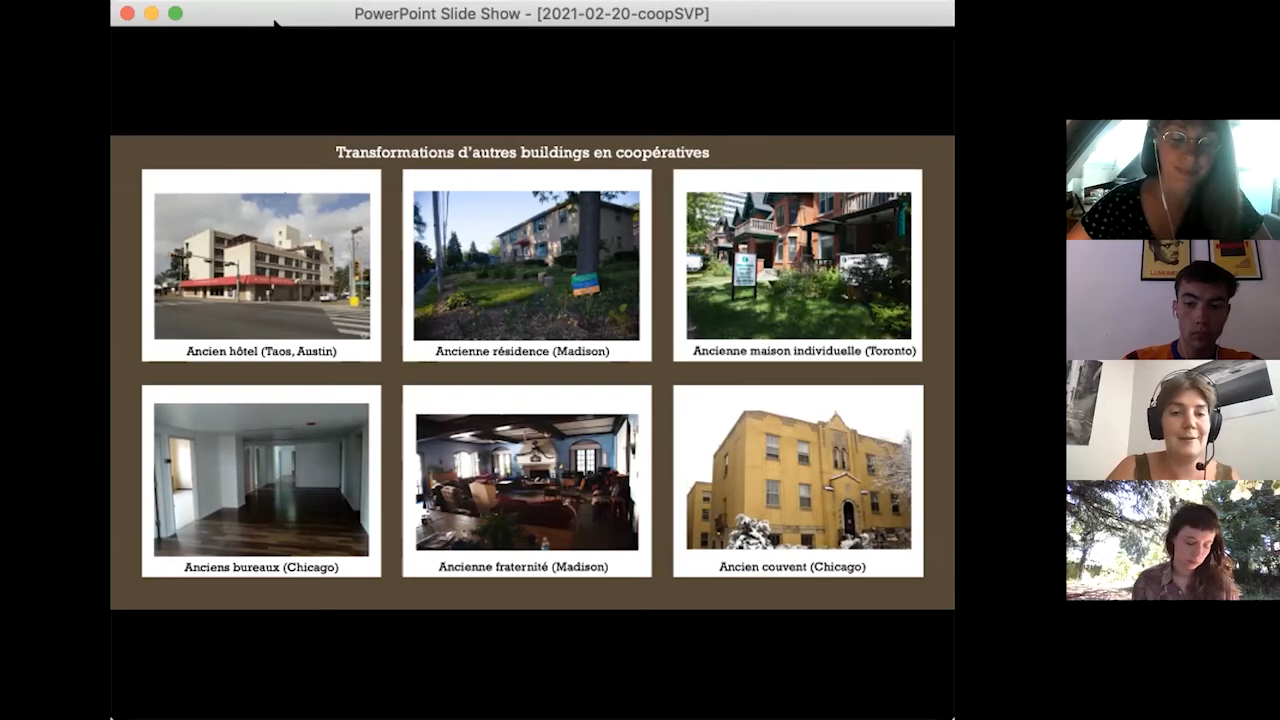 PowerPoint Slide Show - [2021-02-20-coopSVP]
Transformations d'autres buildings en coopératives
Ancien hôtel (Taos, Austin)
Ancienne résidence (Madison)
Ancienne maison individuelle (Toronto)
Anciens bureaux (Chicago)
Ancienne fraternité (Madison)
Ancien couvent (Chicago)